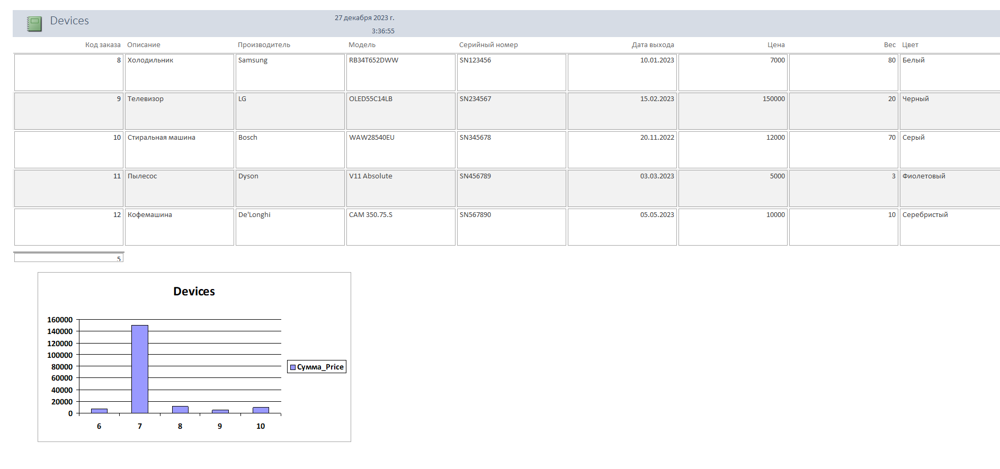 Devices
27 декабря 2023 г.
3:36:55
Код заказа Описание Производитель Модель Серийный номер Дата выхода Цена Вес Цвет
8 Холодильник Samsung RB34T652DWW SN123456 10.01.2023 7000 80 Белый
9 Телевизор LG OLED55C14LB SN234567 15.02.2023 150000 20 Черный
10 Стиральная машина Bosch WAW28540EU SN345678 20.11.2022 12000 70 Серый
11 Пылесос Dyson V11 Absolute SN456789 03.03.2023 5000 3 Фиолетовый
12 Кофемашина De'Longhi CAM 350.75.S SN567890 05.05.2023 10000 10 Серебристый
5
Devices
160000
140000
120000
100000
80000
60000
40000
20000
0
6 7 8 9 10
Сумма_Price